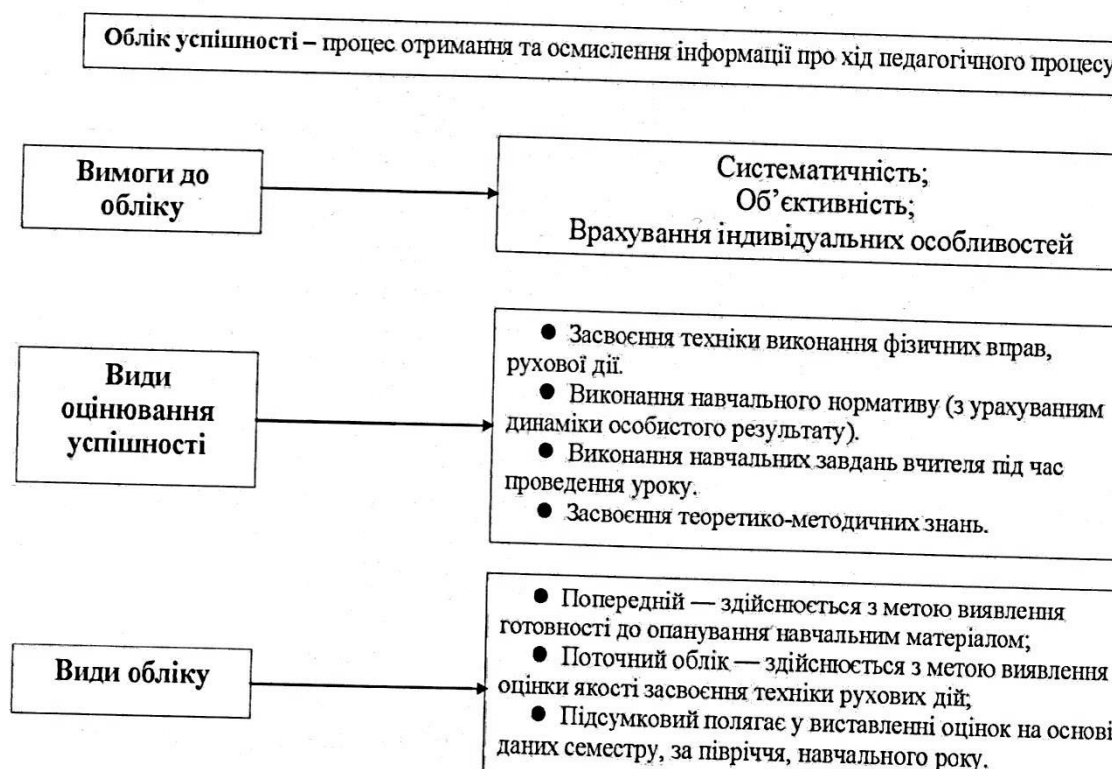 Облік успішності – процес отримання та осмислення інформації про хід педагогічного процесу
Вимоги до
обліку
Систематичність;
Об’єктивність;
Врахування індивідуальних особливостей
Види
оцінювання
успішності
● Засвоєння техніки виконання фізичних вправ,
рухової дії.
● Виконання навчального нормативу (з урахуванням
динаміки особистого результату).
● Виконання навчальних завдань вчителя під час
проведення уроку.
● Засвоєння теоретико-методичних знань.
Види обліку
● Попередній — здійснюється з метою виявлення
готовності до опанування навчальним матеріалом;
● Поточний облік — здійснюється з метою виявлення
оцінки якості засвоєння техніки рухових дій;
● Підсумковий полягає у виставленні оцінок на основі
даних семестру, за півріччя, навчального року.